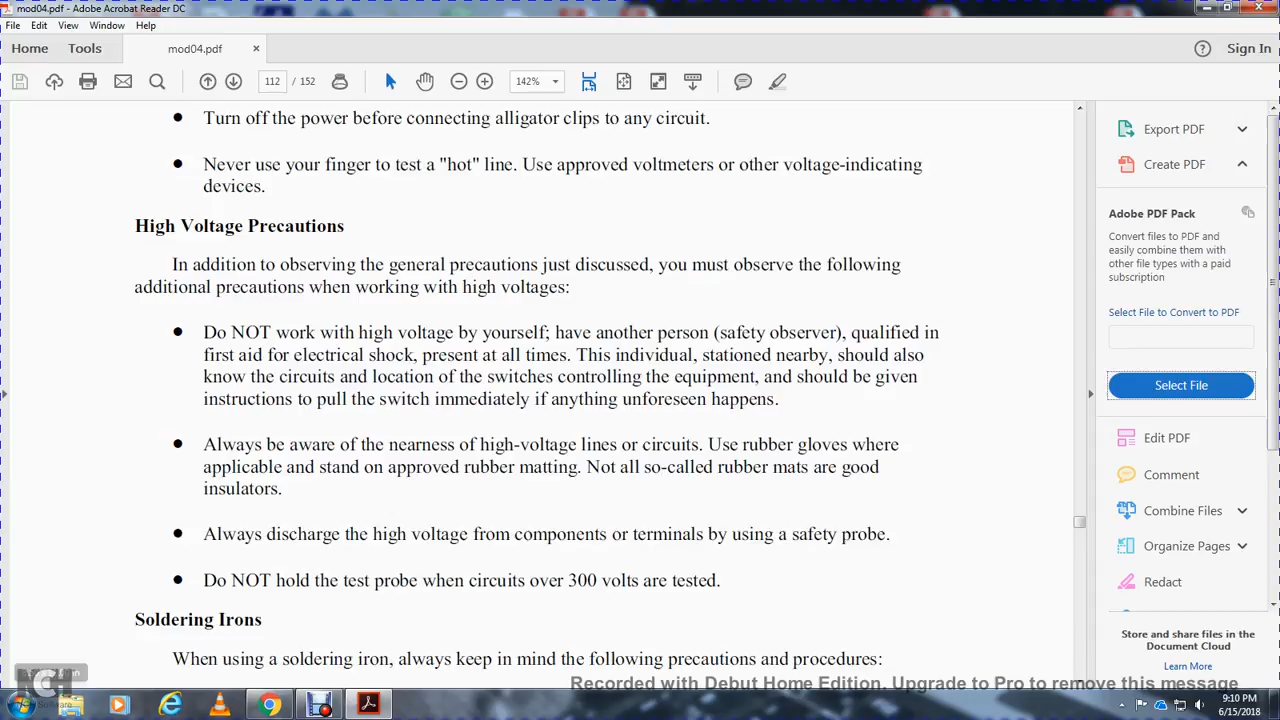 mod04.pdf - Adobe Acrobat Reader DC
File Edit View Window Help
Home Tools mod04.pdf × Sign In
112 / 152 142%
• Turn off the power before connecting alligator clips to any circuit.
• Never use your finger to test a "hot" line. Use approved voltmeters or other voltage-indicating
devices.
High Voltage Precautions
In addition to observing the general precautions just discussed, you must observe the following
additional precautions when working with high voltages:
• Do NOT work with high voltage by yourself; have another person (safety observer), qualified in
first aid for electrical shock, present at all times. This individual, stationed nearby, should also
know the circuits and location of the switches controlling the equipment, and should be given
instructions to pull the switch immediately if anything unforeseen happens.
• Always be aware of the nearness of high-voltage lines or circuits. Use rubber gloves where
applicable and stand on approved rubber matting. Not all so-called rubber mats are good
insulators.
• Always discharge the high voltage from components or terminals by using a safety probe.
• Do NOT hold the test probe when circuits over 300 volts are tested.
Soldering Irons
When using a soldering iron, always keep in mind the following precautions and procedures:
Export PDF
Create PDF
Adobe PDF Pack
Convert files to PDF and
easily combine them with
other file types with a paid
subscription
Select File to Convert to PDF
Select File
Edit PDF
Comment
Combine Files
Organize Pages
Redact
Store and share files in the
Document Cloud
Learn More
Recorded with Debut Home Edition. Upgrade to Pro to remove this message
9:10 PM
6/15/2018